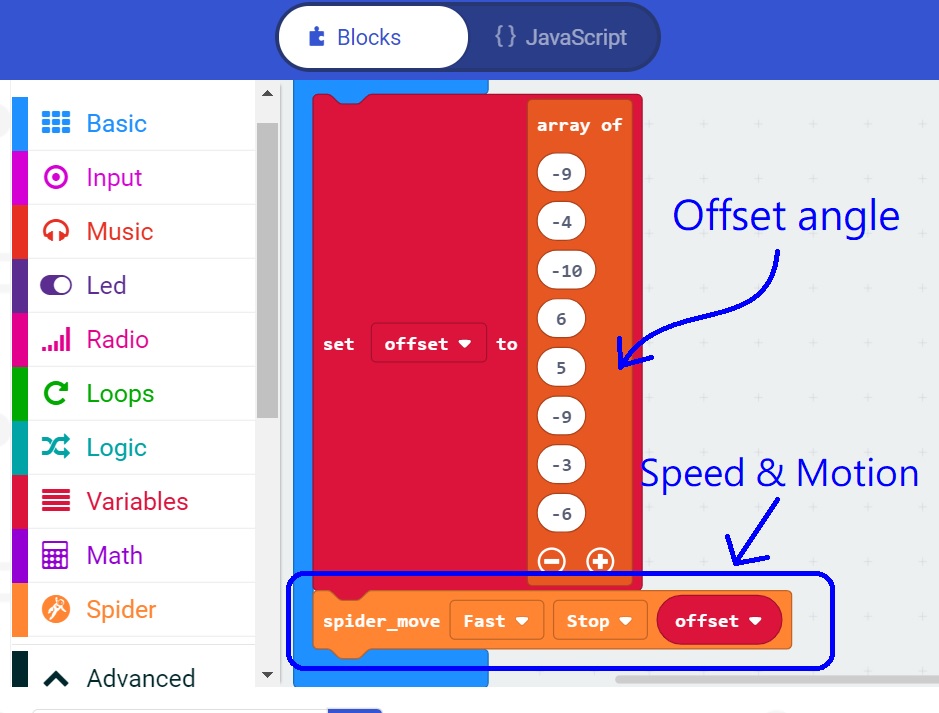 Blocks
{ } JavaScript
Basic
Input
Music
Led
Radio
Loops
Logic
Variables
Math
Spider
Advanced
array of
-9
-4
-10
6
5
-9
-3
-6
set offset to
spider_move Fast Stop offset
Offset angle
Speed & Motion